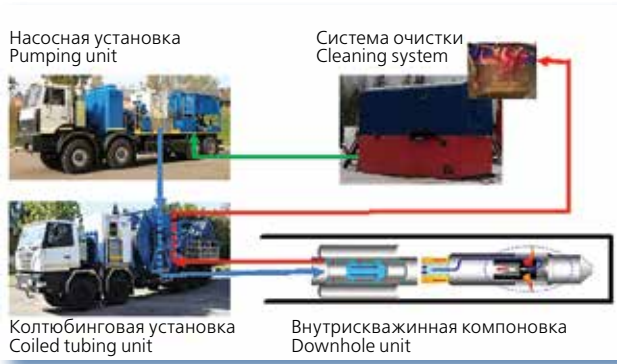 Насосная установка
Pumping unit
Система очистки
Cleaning system
Колтюбинговая установка
Coiled tubing unit
Внутрискважинная компоновка
Downhole unit